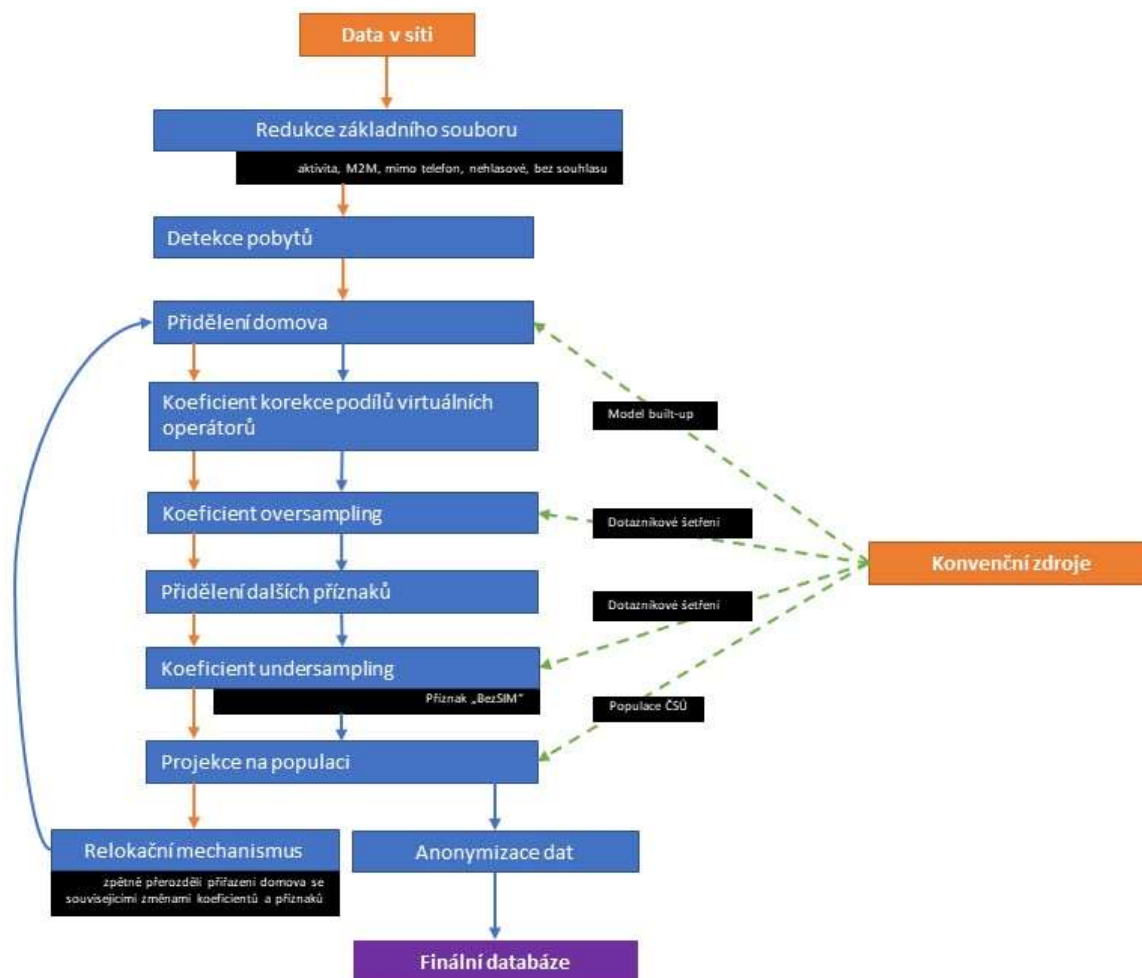 Data v síti
Redukce základního souboru
aktivita, M2M, mimo telefon, nehlasové, bez souhlasu
Detekce pobytů
Přidělení domova
Koeficient korekce podílů virtuálních
operátorů
Model built-up
Koeficient oversampling
Dotazníkové šetření
Konvenční zdroje
Přidělení dalších příznaků
Dotazníkové šetření
Koeficient undersampling
Příznak „BezSIM“
Populace ČSÚ
Projekce na populaci
Relokační mechanismus
zpětně přerozdělí přiřazení domova se
souvisejícími změnami koeficientů a příznaků
Anonymizace dat
Finální databáze